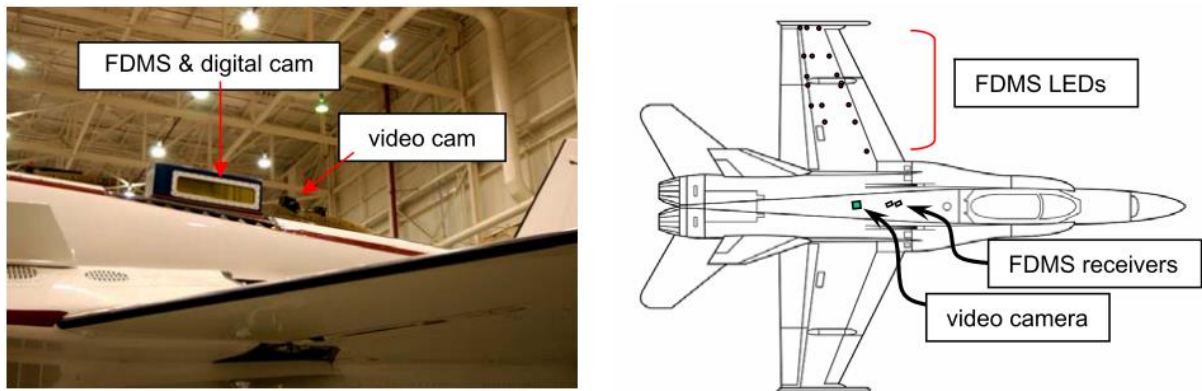 FDMS & digital cam
video cam
FDMS LEDs
FDMS receivers
video camera